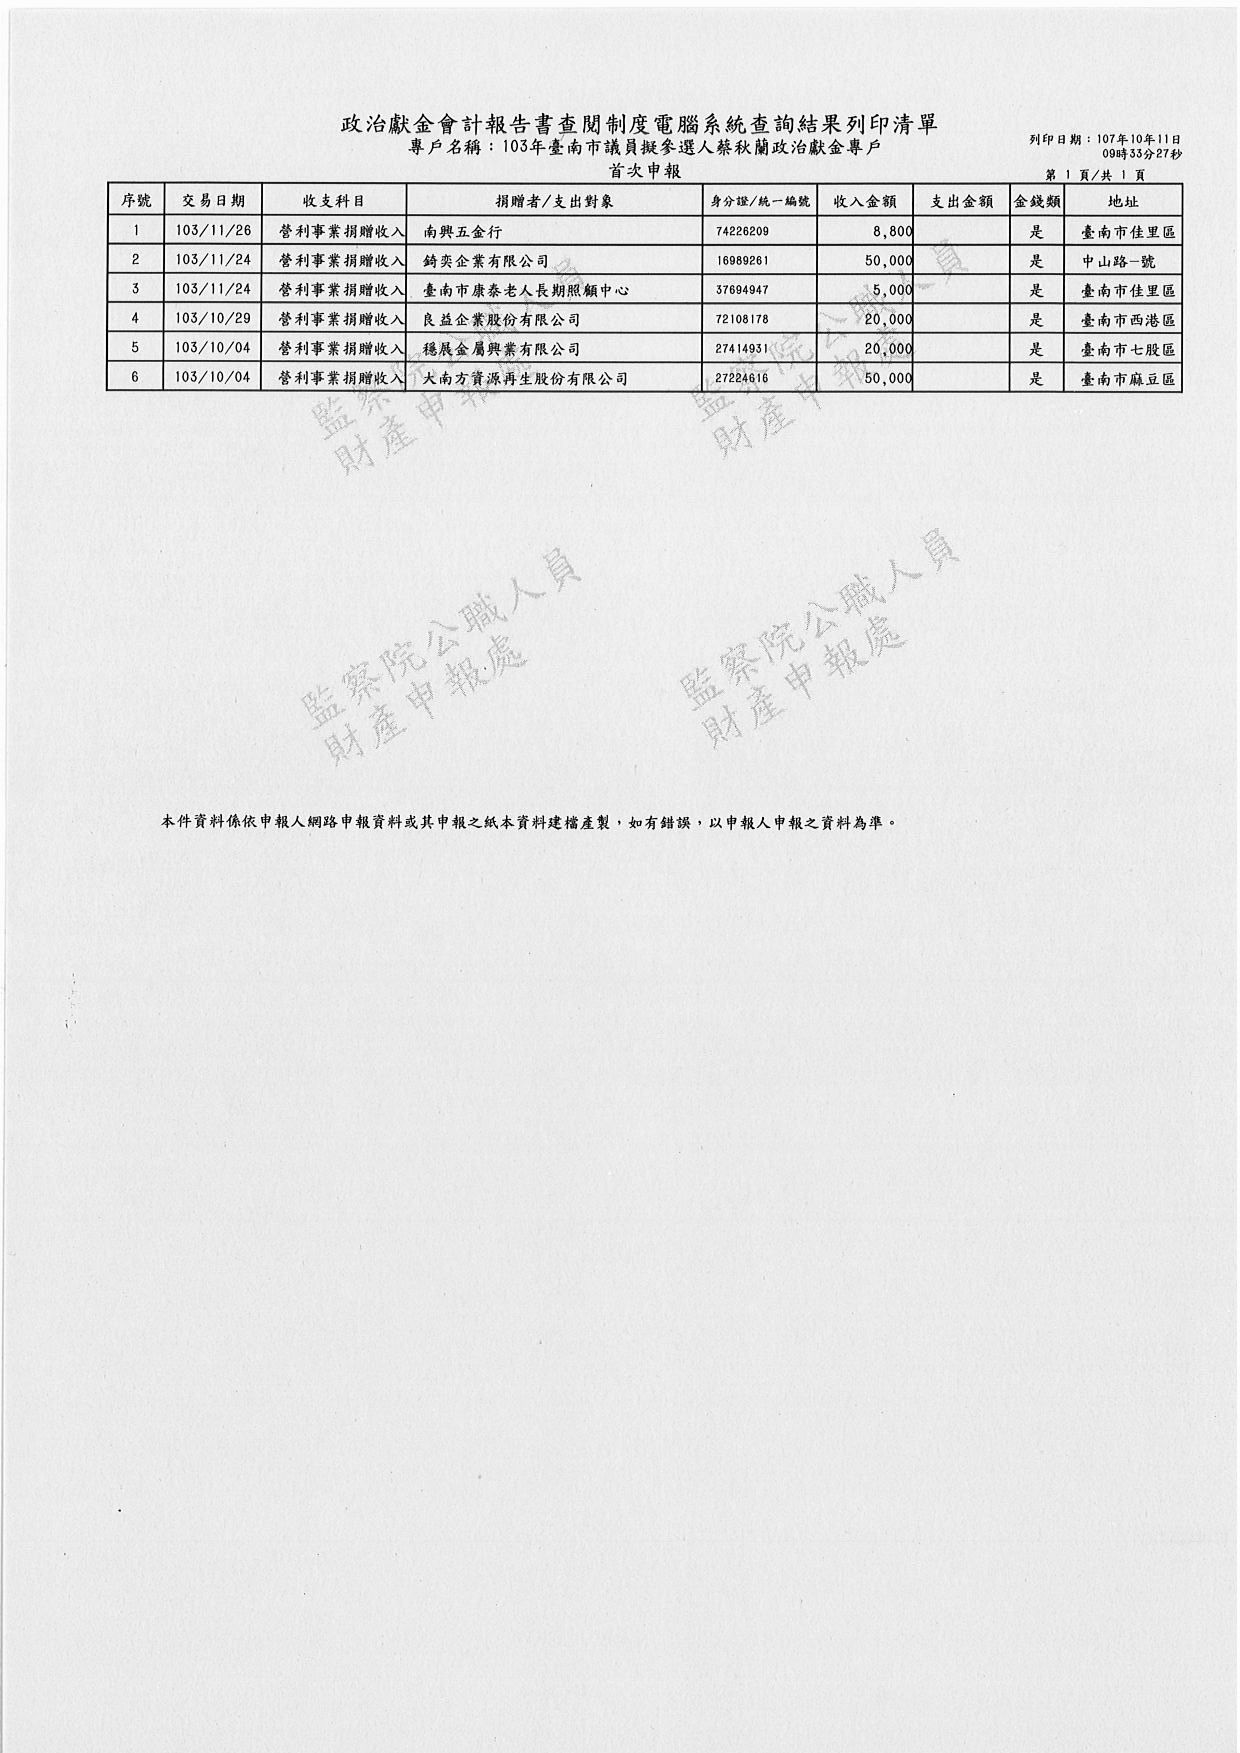 政治獻金會計報告書查閱制度電腦系統查詢結果列印清單
專戶名稱：103年臺南市議員擬參選人蔡秋蘭政治獻金專戶
列印日期：107年10年11日
09時33分27秒
首次申報
第 1 頁/共 1 頁
序號 交易日期 收支科目 捐贈者/支出對象 身分證/統一編號 收入金額 支出金額 金錢類 地址
1 103/11/26 營利事業捐贈收入 南興五金行 74226209 8,800 是 臺南市佳里區
2 103/11/24 營利事業捐贈收入 錡奕企業有限公司 16989261 50,000 是 中山路一號
3 103/11/24 營利事業捐贈收入 臺南市康泰老人長期照顧中心 37694947 5,000 是 臺南市佳里區
4 103/10/29 營利事業捐贈收入 良益企業股份有限公司 72108178 20,000 是 臺南市西港區
5 103/10/04 營利事業捐贈收入 穩展金屬興業有限公司 27414931 20,000 是 臺南市七股區
6 103/10/04 營利事業捐贈收入 大南方資源再生股份有限公司 27224616 50,000 是 臺南市麻豆區
監察院公職人員
財產申報處
監察院公職人員
財產申報處
監察院公職人員
財產申報處
監察院公職人員
財產申報處
本件資料係依申報人網路申報資料或其申報之紙本資料建檔產製，如有錯誤，以申報人申報之資料為準。